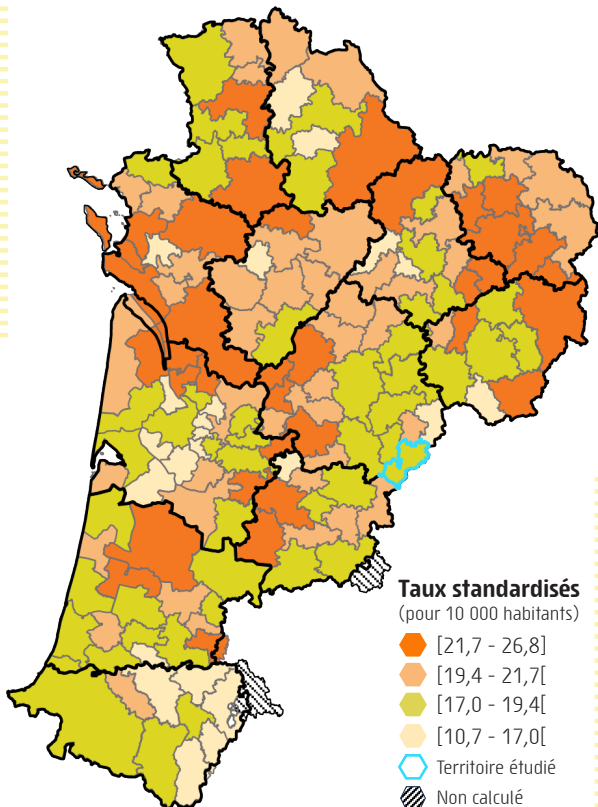 Taux standardisés
(pour 10 000 habitants)
[21,7 - 26,8]
[19,4 - 21,7[
[17,0 - 19,4[
[10,7 - 17,0[
Territoire étudié
Non calculé